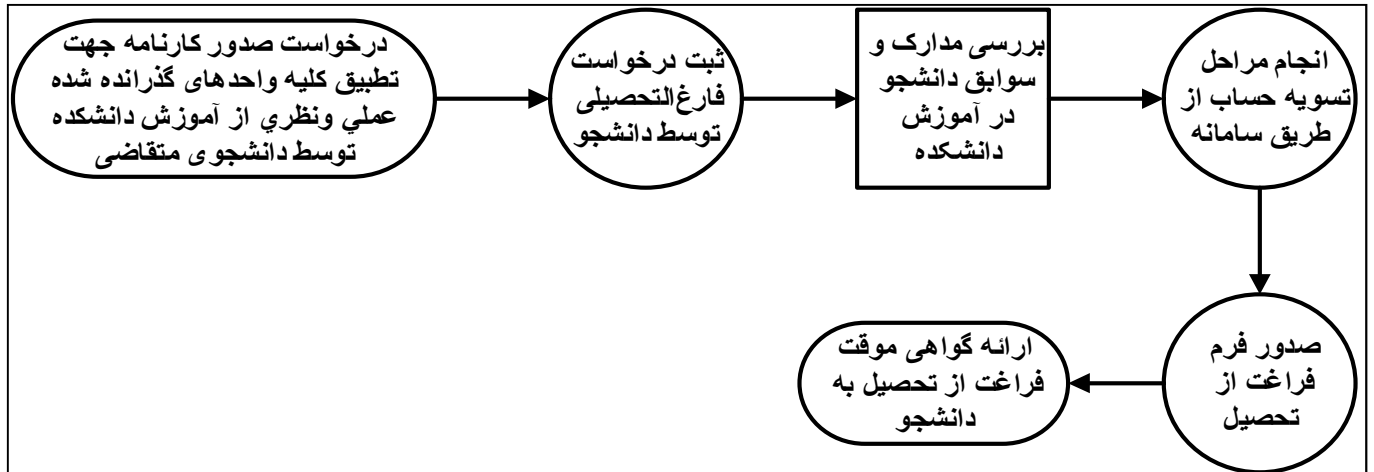 درخواست صدور کارنامه جهت
تطبیق کلیه واحدهای گذرانده شده
عملي ونظري از آموزش دانشکده
توسط دانشجوی متقاضی
ثبت درخواست
فارغ‌التحصیلی
توسط دانشجو
بررسی مدارک و
سوابق دانشجو
در آموزش
دانشکده
انجام مراحل
تسویه حساب از
طریق سامانه
صدور فرم
فراغت از
تحصیل
ارائه گواهی موقت
فراغت از تحصیل به
دانشجو